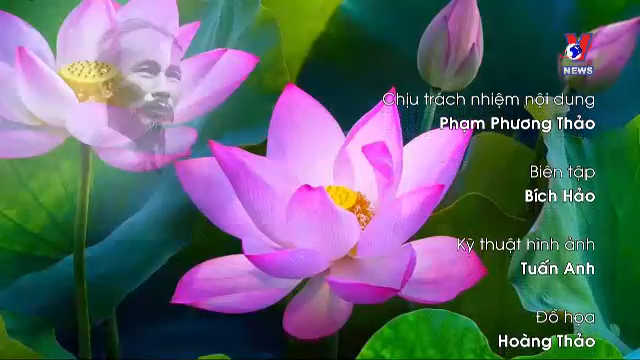 NEWS
Chịu trách nhiệm nội dung
Phạm Phương Thảo
Biên tập
Bích Hảo
Kỹ thuật hình ảnh
Tuấn Anh
Đồ họa
Hoàng Thảo